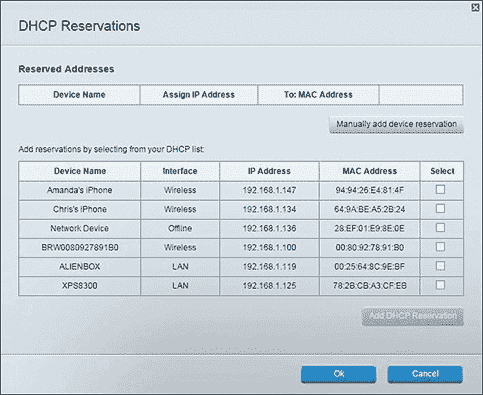 DHCP Reservations
Reserved Addresses
Device Name Assign IP Address To: MAC Address
Manually add device reservation
Add reservations by selecting from your DHCP list:
Device Name Interface IP Address MAC Address Select
Amanda's iPhone Wireless 192.168.1.147 94:94:26:E4:81:4F
Chris's iPhone Wireless 192.168.1.134 64:9A:BE:A5:2B:24
Network Device Offline 192.168.1.136 28:EF:01:E9:8E:0E
BRW0080927891B0 Wireless 192.168.1.100 00:80:92:78:91:B0
ALIENBOX LAN 192.168.1.119 00:25:64:8C:9E:BF
XPS8300 LAN 192.168.1.125 78:2B:CB:A3:CF:EB
Add DHCP Reservation
Ok Cancel